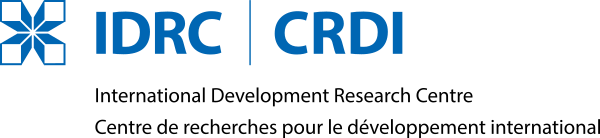 IDRC | CRDI
International Development Research Centre
Centre de recherches pour le développement international